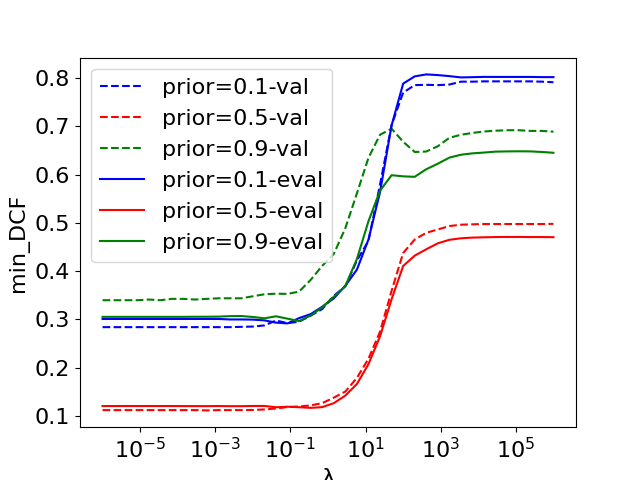 0.8
0.7
0.6
0.5
0.4
0.3
0.2
0.1
min_DCF
prior=0.1-val
prior=0.5-val
prior=0.9-val
prior=0.1-eval
prior=0.5-eval
prior=0.9-eval
10⁻⁵ 10⁻³ 10⁻¹ 10¹ 10³ 10⁵
λ